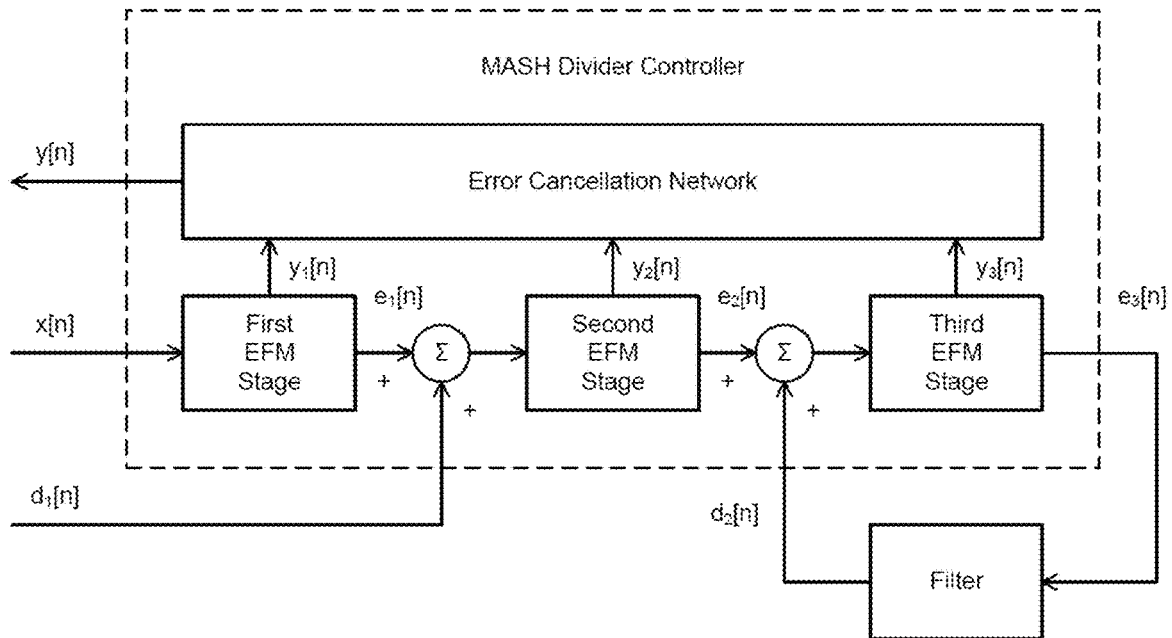 MASH Divider Controller
y[n]
Error Cancellation Network
y₁[n]
y₂[n]
y₃[n]
e₁[n]
e₂[n]
e₃[n]
x[n]
First
EFM
Stage
Σ
+
+
Second
EFM
Stage
Σ
+
+
Third
EFM
Stage
d₁[n]
d₂[n]
Filter